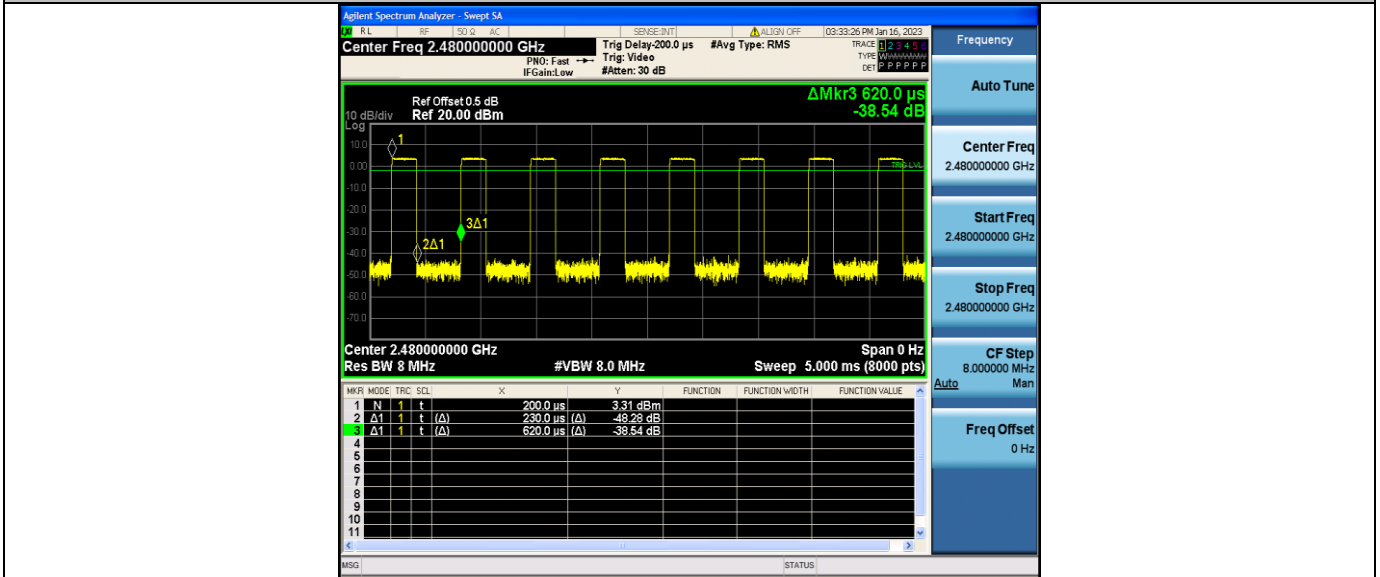 Agilent Spectrum Analyzer - Swept SA
RL RF 50 Ω AC SENSE:INT ALIGN OFF 03:33:26 PM Jan 16, 2023
Center Freq 2.480000000 GHz
PNO: Fast
IFGain:Low
Trig Delay-200.0 µs
Trig: Video
#Atten: 30 dB
#Avg Type: RMS
TRACE 1 2 3 4 5 6
TYPE W
DET P P P P P P
ΔMkr3 620.0 µs
-38.54 dB
Ref Offset 0.5 dB
10 dB/div Ref 20.00 dBm
Log
10.0
0.00
-10.0
-20.0
-30.0
-40.0
-50.0
-60.0
-70.0
1
TRIG LVL
3Δ1
2Δ1
Center 2.480000000 GHz Span 0 Hz
Res BW 8 MHz #VBW 8.0 MHz Sweep 5.000 ms (8000 pts)
MKR MODE TRC SCL X Y FUNCTION FUNCTION WIDTH FUNCTION VALUE
1 N 1 t 200.0 µs 3.31 dBm
2 Δ1 1 t (Δ) 230.0 µs (Δ) -48.28 dB
3 Δ1 1 t (Δ) 620.0 µs (Δ) -38.54 dB
4
5
6
7
8
9
10
11
MSG STATUS
Frequency
Auto Tune
Center Freq
2.480000000 GHz
Start Freq
2.480000000 GHz
Stop Freq
2.480000000 GHz
CF Step
8.000000 MHz
Auto Man
Freq Offset
0 Hz